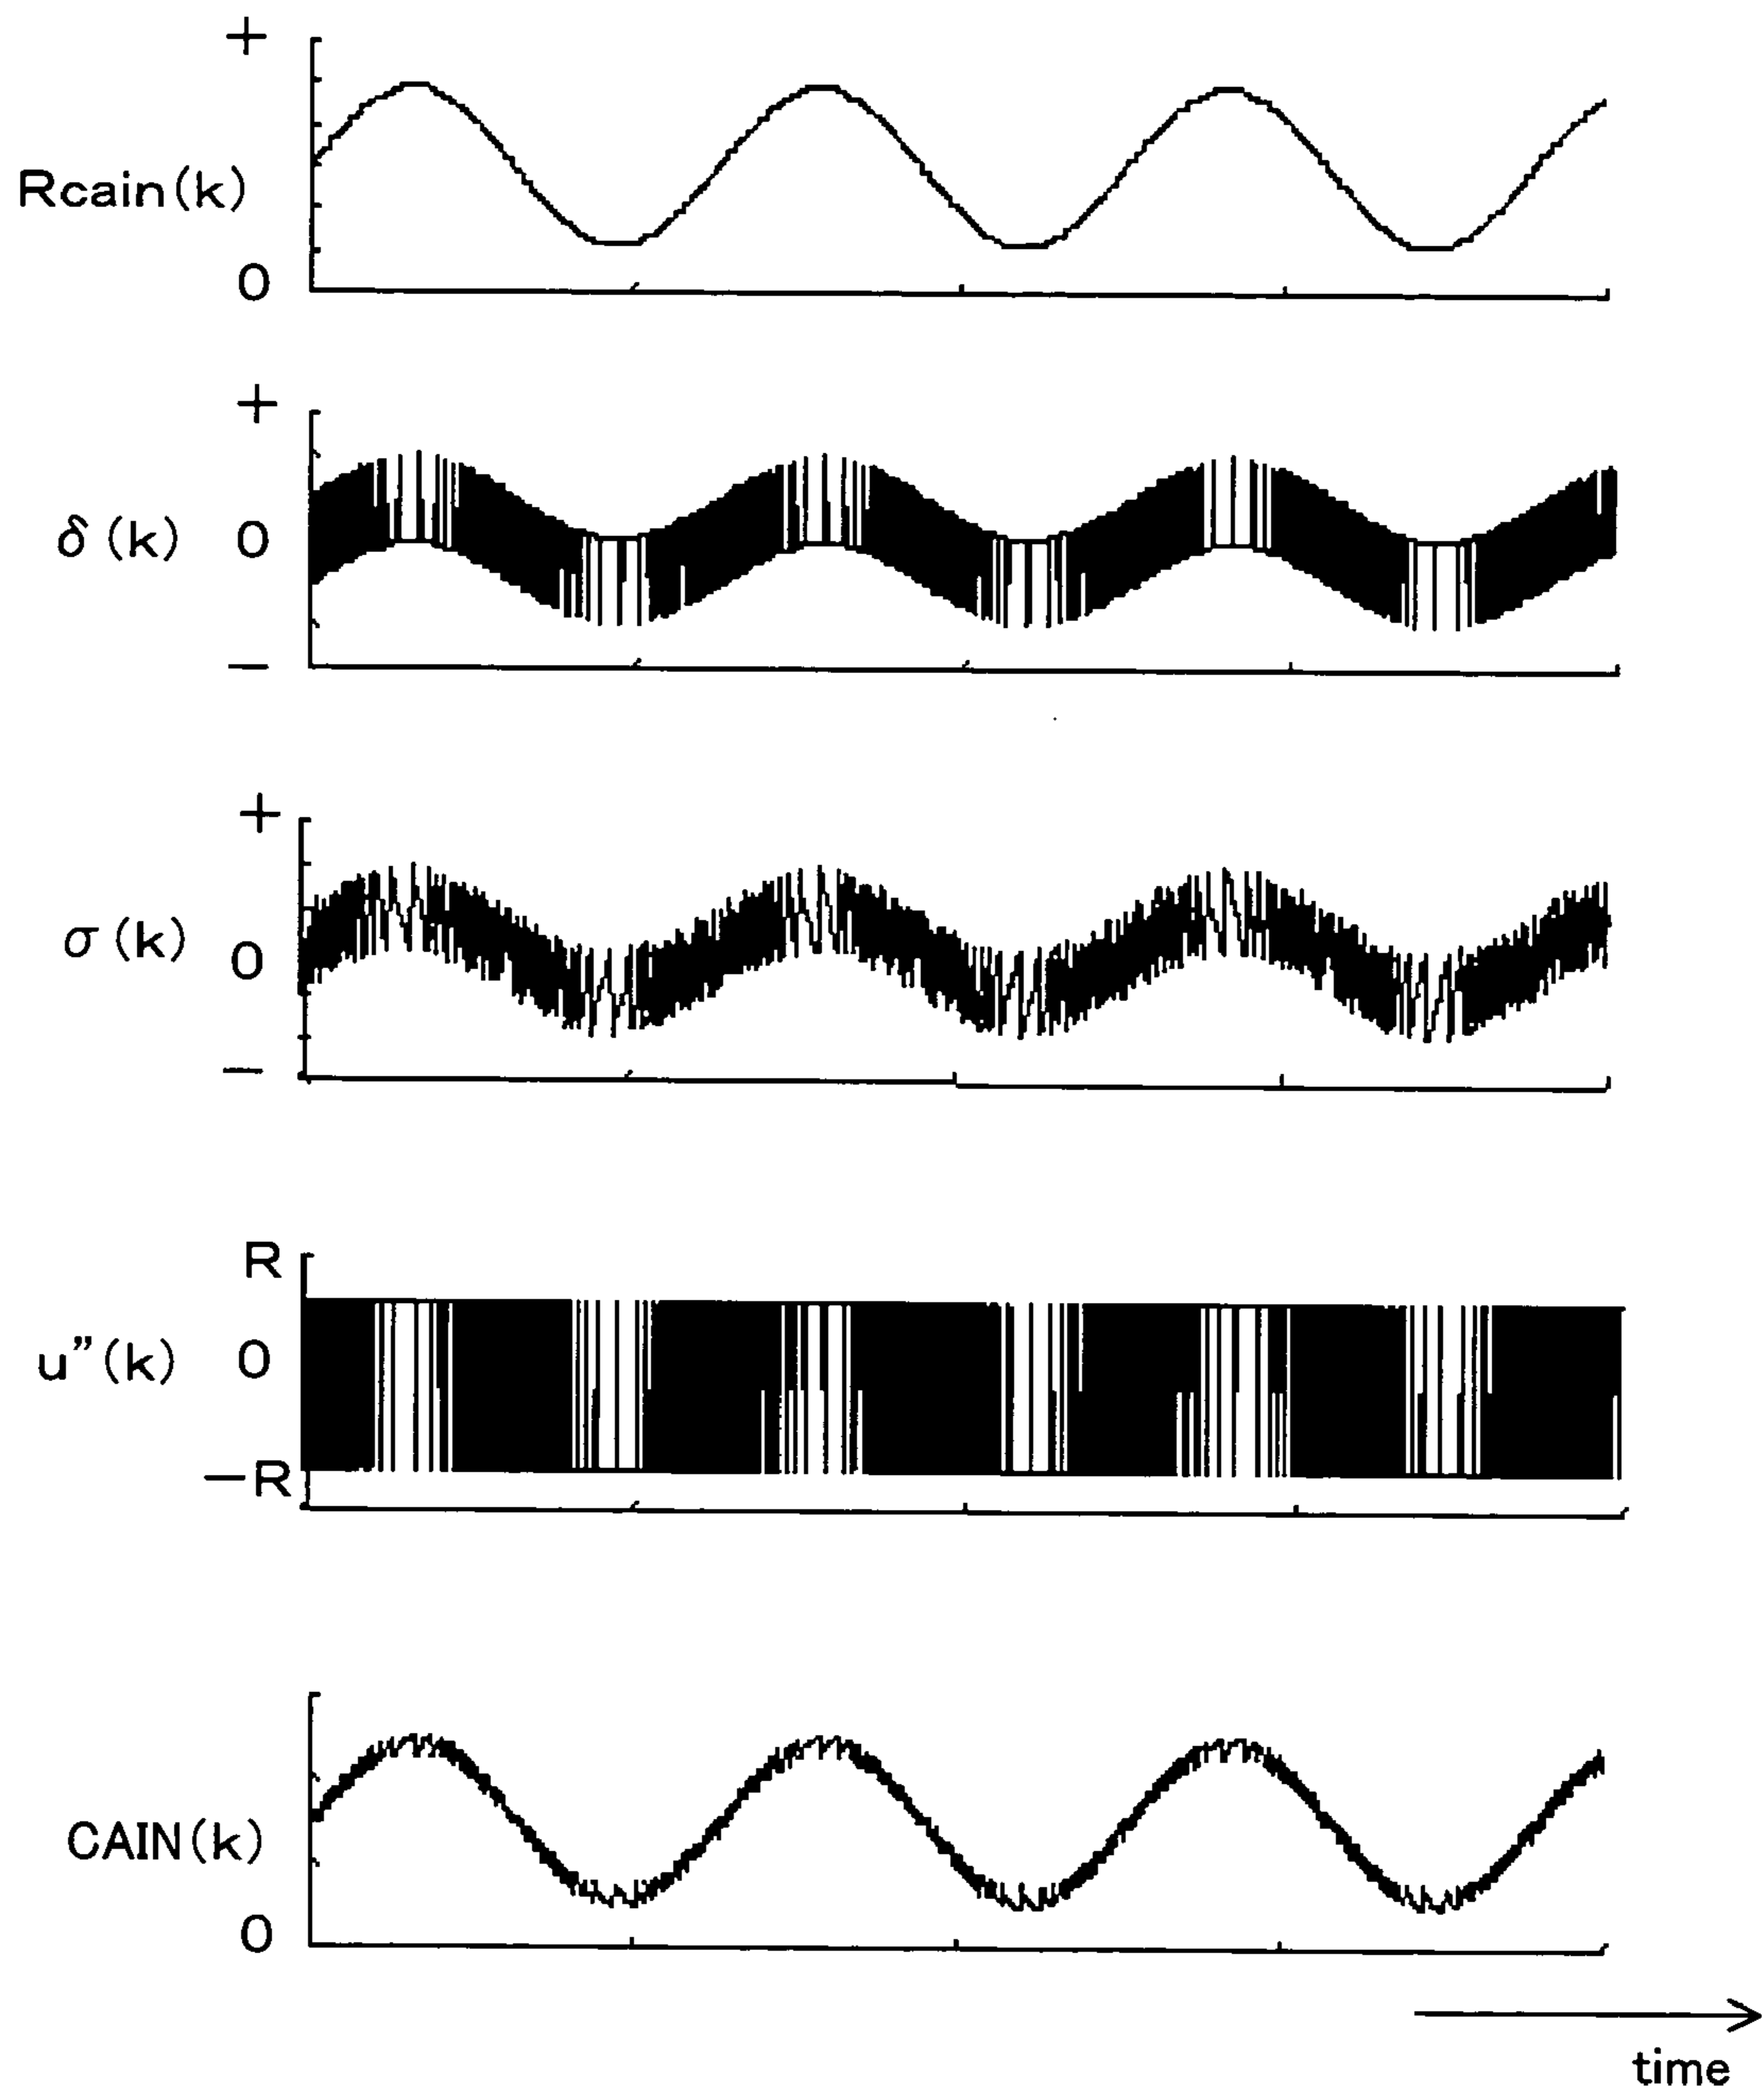 +
Rcain(k)
0
+
δ(k) 0
−
+
σ(k) 0
−
R
u”(k) 0
−R
CAIN(k)
0
time